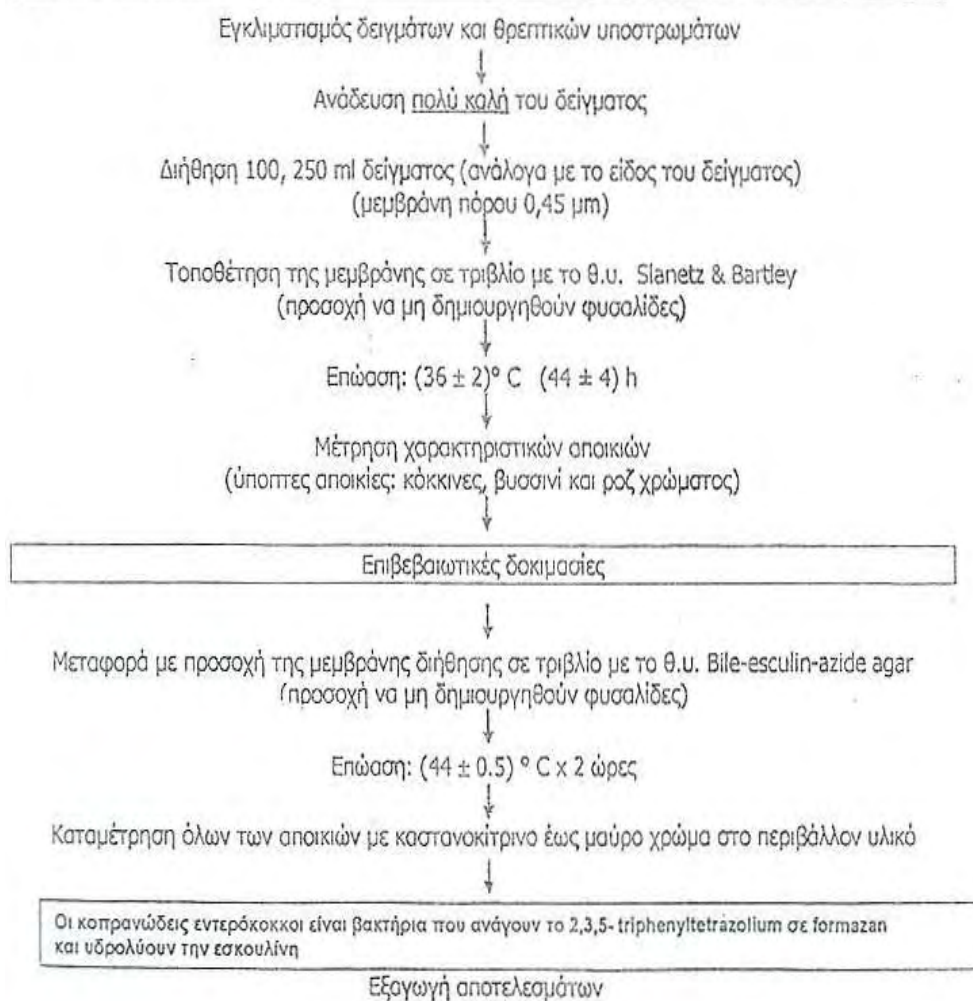 Εγκλιματισμός δειγμάτων και θρεπτικών υποστρωμάτων
Ανάδευση πολύ καλή του δείγματος
Διήθηση 100, 250 ml δείγματος (ανάλογα με το είδος του δείγματος)
(μεμβράνη πόρου 0,45 μm)
Τοποθέτηση της μεμβράνης σε τριβλίο με το θ.υ. Slanetz & Bartley
(προσοχή να μη δημιουργηθούν φυσαλίδες)
Επώαση: (36 ± 2)° C (44 ± 4) h
Μέτρηση χαρακτηριστικών αποικιών
(ύποπτες αποικίες: κόκκινες, βυσσινί και ροζ χρώματος)
Επιβεβαιωτικές δοκιμασίες
Μεταφορά με προσοχή της μεμβράνης διήθησης σε τριβλίο με το θ.υ. Bile-esculin-azide agar
(προσοχή να μη δημιουργηθούν φυσαλίδες)
Επώαση: (44 ± 0.5) ° C x 2 ώρες
Καταμέτρηση όλων των αποικιών με καστανοκίτρινο έως μαύρο χρώμα στο περιβάλλον υλικό
Οι κοπρανώδεις εντερόκοκκοι είναι βακτήρια που ανάγουν το 2,3,5- triphenyltetrazolium σε formazan
και υδρολύουν την εσκουλίνη
Εξαγωγή αποτελεσμάτων